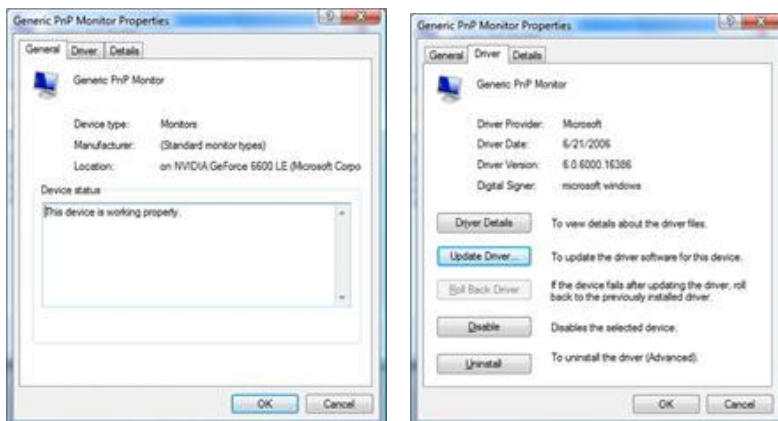 Generic PnP Monitor Properties
General Driver Details
Generic PnP Monitor
Device type: Monitors
Manufacturer: (Standard monitor types)
Location: on NVIDIA GeForce 6600 LE (Microsoft Corpo
Device status
This device is working properly.
OK Cancel
Generic PnP Monitor Properties
General Driver Details
Generic PnP Monitor
Driver Provider: Microsoft
Driver Date: 6/21/2006
Driver Version: 6.0.6000.16386
Digital Signer: microsoft windows
Driver Details To view details about the driver files.
Update Driver... To update the driver software for this device.
Roll Back Driver If the device fails after updating the driver, roll
back to the previously installed driver.
Disable Disables the selected device.
Uninstall To uninstall the driver (Advanced).
OK Cancel